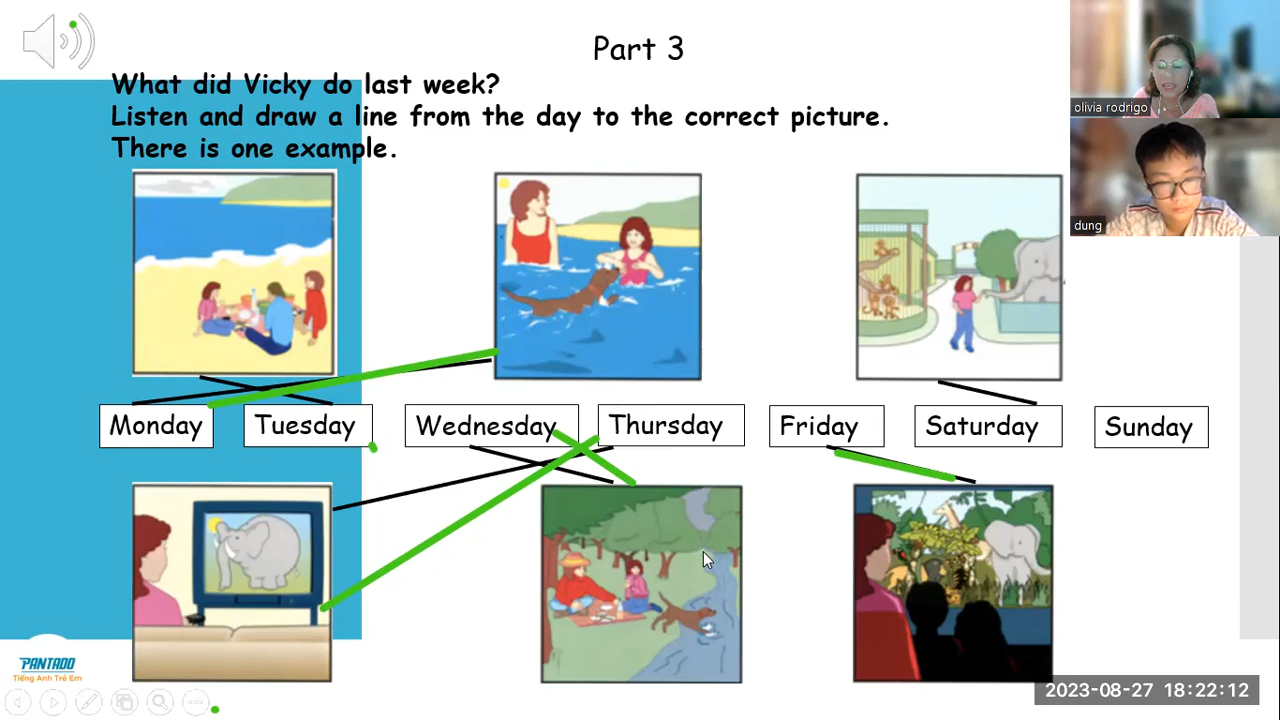 Part 3
What did Vicky do last week?
Listen and draw a line from the day to the correct picture.
There is one example.
olivia rodrigo
dung
Monday
Tuesday
Wednesday
Thursday
Friday
Saturday
Sunday
PANTADO
Tiếng Anh Trẻ Em
2023-08-27 18:22:12